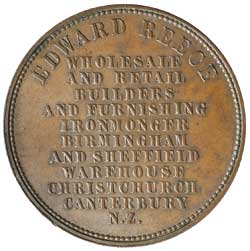 EDWARD REECE
WHOLESALE
AND RETAIL
BUILDERS
AND FURNISHING
IRONMONGER
BIRMINGHAM
AND SHEFFIELD
WAREHOUSE
CHRISTCHURCH
CANTERBURY
N.Z.